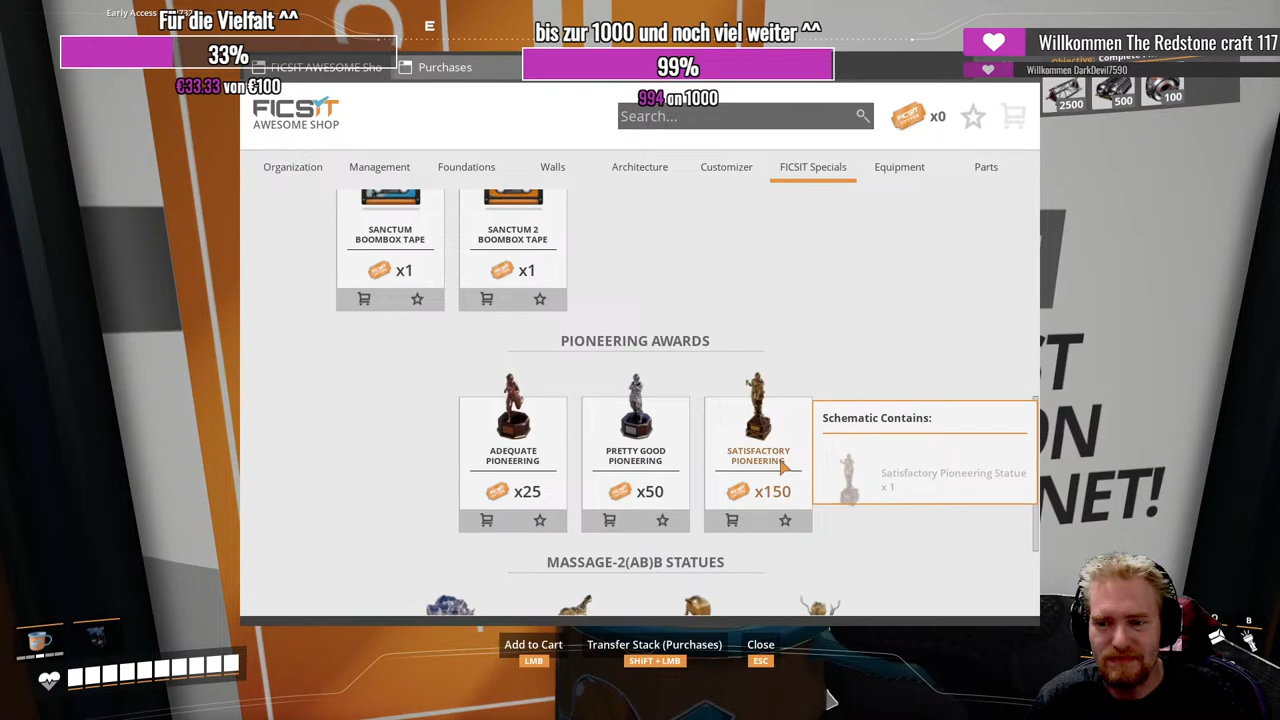 Early Access
Für die Vielfalt ^^
33%
€33.33 von €100
E
bis zur 1000 und noch viel weiter ^^
99%
994 on 1000
Willkommen The Redstone craft 117
Willkommen DarkDevil7590
2500
500
100
FICSIT AWESOME Sho
Purchases
FICSIT
AWESOME SHOP
Search...
x0
Organization
Management
Foundations
Walls
Architecture
Customizer
FICSIT Specials
Equipment
Parts
SANCTUM
BOOMBOX TAPE
x1
SANCTUM 2
BOOMBOX TAPE
x1
PIONEERING AWARDS
ADEQUATE
PIONEERING
x25
PRETTY GOOD
PIONEERING
x50
SATISFACTORY
PIONEERING
x150
Schematic Contains:
Satisfactory Pioneering Statue
x 1
MASSAGE-2(AB)B STATUES
Add to Cart
LMB
Transfer Stack (Purchases)
SHIFT + LMB
Close
ESC
B